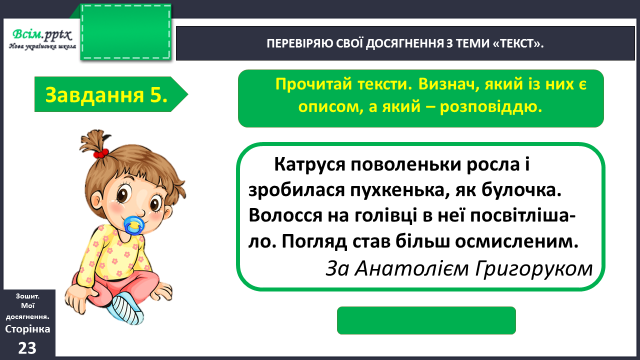 Всім.pptx
Нова українська школа
ПЕРЕВІРЯЮ СВОЇ ДОСЯГНЕННЯ З ТЕМИ «ТЕКСТ».
Завдання 5.
Прочитай тексти. Визнач, який із них є
описом, а який – розповіддю.
Катруся поволеньки росла і
зробилася пухкенька, як булочка.
Волосся на голівці в неї посвітліша-
ло. Погляд став більш осмисленим.
За Анатолієм Григоруком
Зошит.
Мої
досягнення.
Сторінка
23